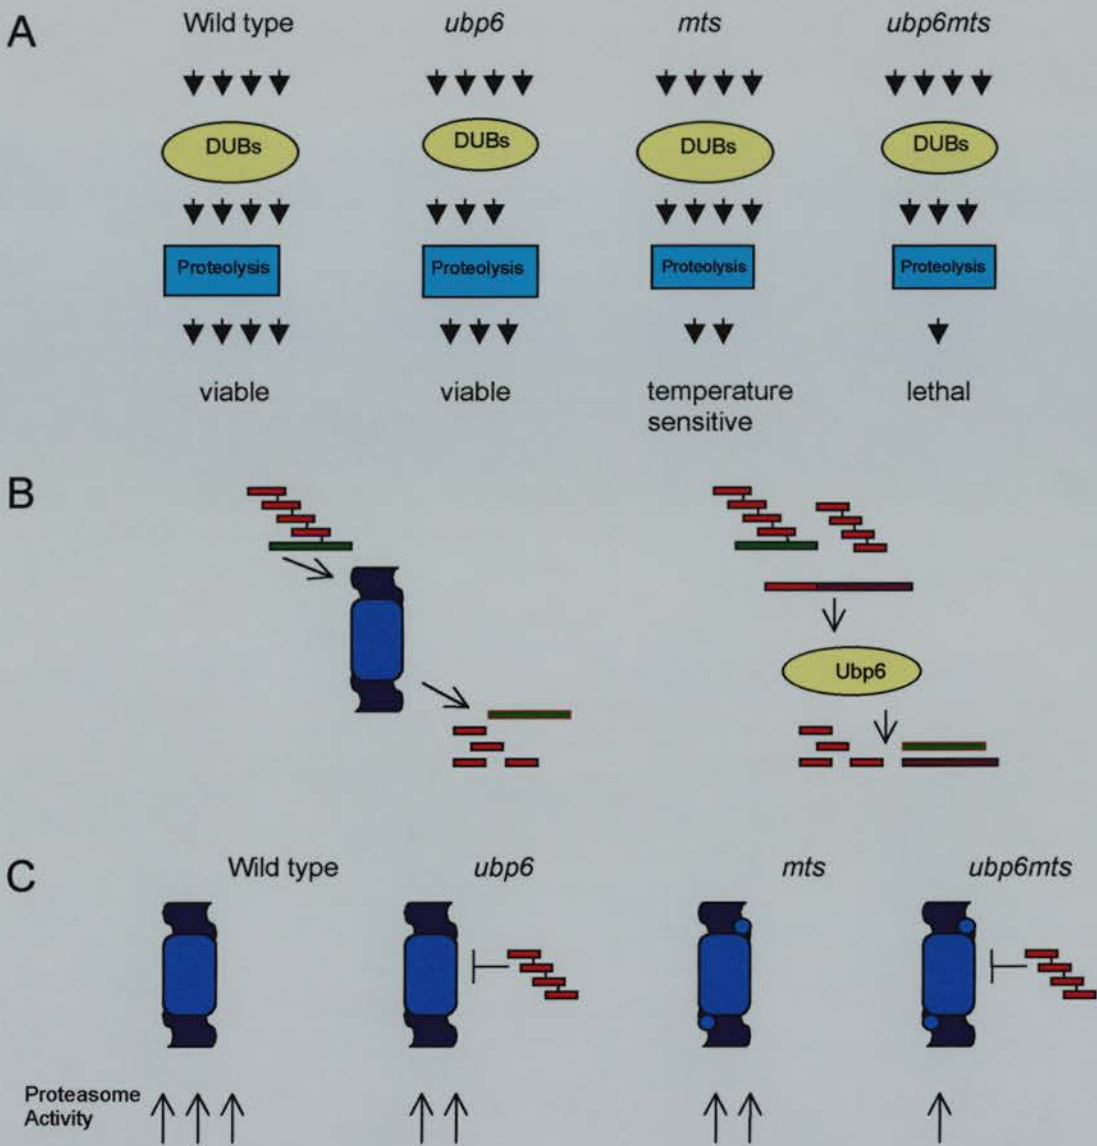 A
Wild type ubp6 mts ubp6mts
DUBs DUBs DUBs DUBs
Proteolysis Proteolysis Proteolysis Proteolysis
viable viable temperature lethal
sensitive
B
Ubp6
C
Wild type ubp6 mts ubp6mts
Proteasome
Activity